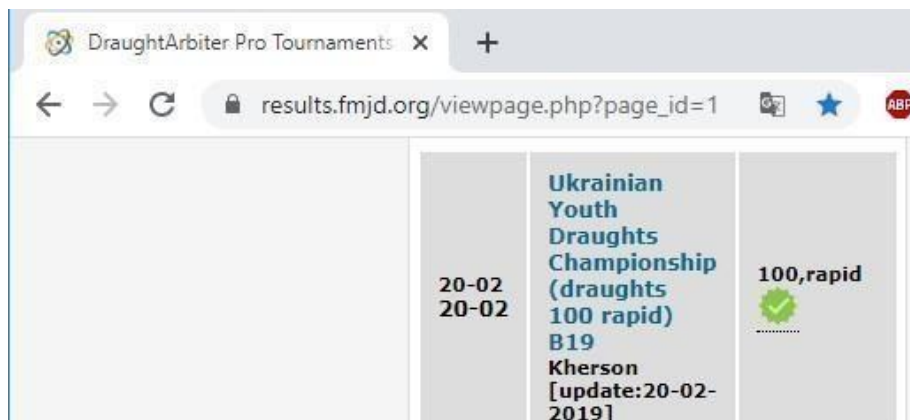 DraughtArbiter Pro Tournaments
results.fmjd.org/viewpage.php?page_id=1
ABP
20-02
20-02
Ukrainian
Youth
Draughts
Championship
(draughts
100 rapid)
B19
Kherson
[update:20-02-
2019]
100,rapid